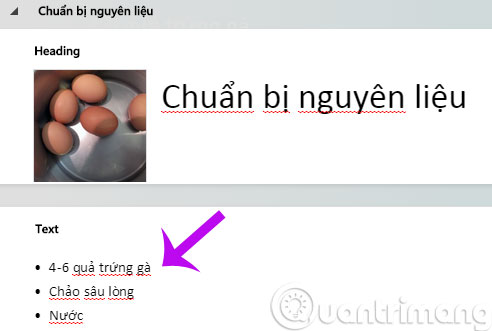 Chuẩn bị nguyên liệu
Heading
Chuẩn bị nguyên liệu
Text
• 4-6 quả trứng gà
• Chảo sâu lòng
• Nước
Quantrimang